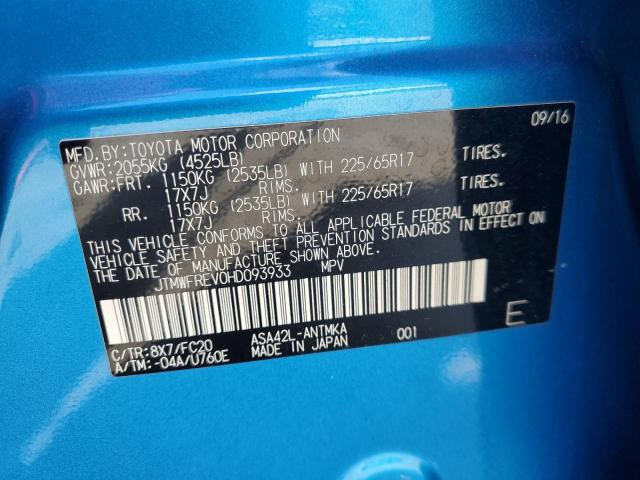 09/16
MFD.BY:TOYOTA MOTOR CORPORATION
GVWR:2055KG (4525LB)
GAWR:FRT. 1150KG (2535LB) WITH 225/65R17 TIRES.
17X7J RIMS.
RR. 1150KG (2535LB) WITH 225/65R17 TIRES.
17X7J RIMS.
THIS VEHICLE CONFORMS TO ALL APPLICABLE FEDERAL MOTOR
VEHICLE SAFETY AND THEFT PREVENTION STANDARDS IN EFFECT ON
THE DATE OF MANUFACTURE SHOWN ABOVE.
JTMWFREV0HD093933 MPV
C/TR:8X7/FC20 ASA42L-ANTMKA 001 E
A/TM:-04A/U760E MADE IN JAPAN